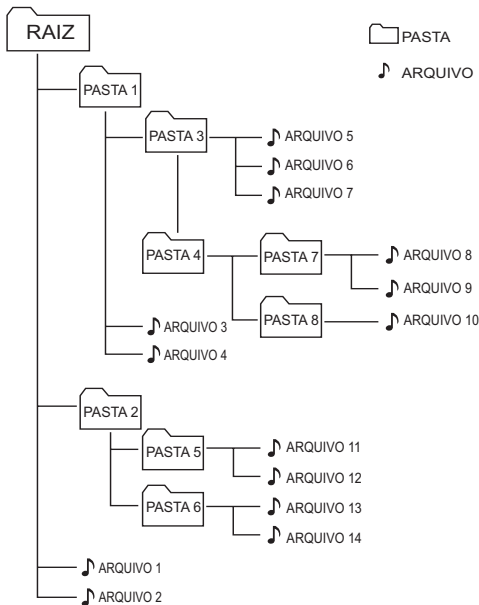 RAIZ
PASTA
ARQUIVO
PASTA 1
PASTA 3
ARQUIVO 5
ARQUIVO 6
ARQUIVO 7
PASTA 4
PASTA 7
ARQUIVO 8
ARQUIVO 9
PASTA 8
ARQUIVO 10
ARQUIVO 3
ARQUIVO 4
PASTA 2
PASTA 5
ARQUIVO 11
ARQUIVO 12
PASTA 6
ARQUIVO 13
ARQUIVO 14
ARQUIVO 1
ARQUIVO 2